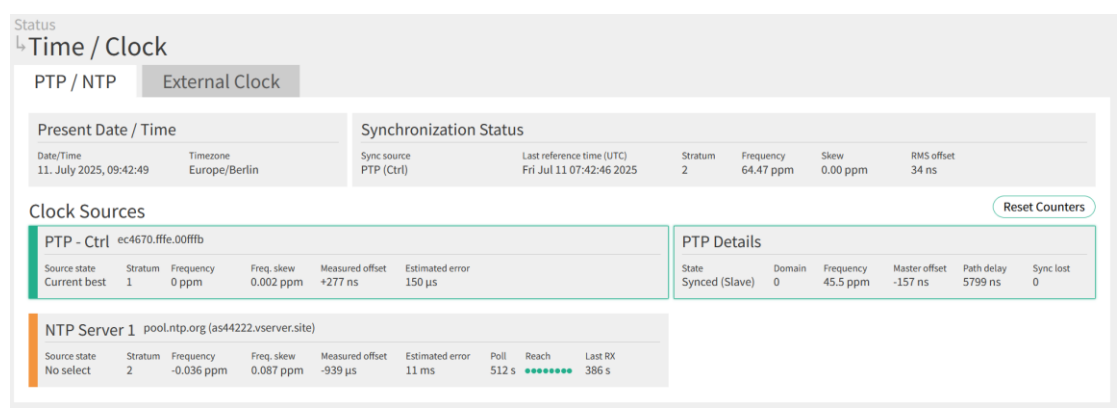 Status
Time / Clock
PTP / NTP External Clock
Present Date / Time
Date/Time Timezone
11. July 2025, 09:42:49 Europe/Berlin
Synchronization Status
Sync source Last reference time (UTC) Stratum Frequency Skew RMS offset
PTP (Ctrl) Fri Jul 11 07:42:46 2025 2 64.47 ppm 0.00 ppm 34 ns
Clock Sources
Reset Counters
PTP - Ctrl ec4670.fffe.00fffb
Source state Stratum Frequency Freq. skew Measured offset Estimated error
Current best 1 0 ppm 0.002 ppm +277 ns 150 µs
PTP Details
State Domain Frequency Master offset Path delay Sync lost
Synced (Slave) 0 45.5 ppm -157 ns 5799 ns 0
NTP Server 1 pool.ntp.org (as44222.vserver.site)
Source state Stratum Frequency Freq. skew Measured offset Estimated error Poll Reach Last RX
No select 2 -0.036 ppm 0.087 ppm -939 µs 11 ms 512 s 386 s